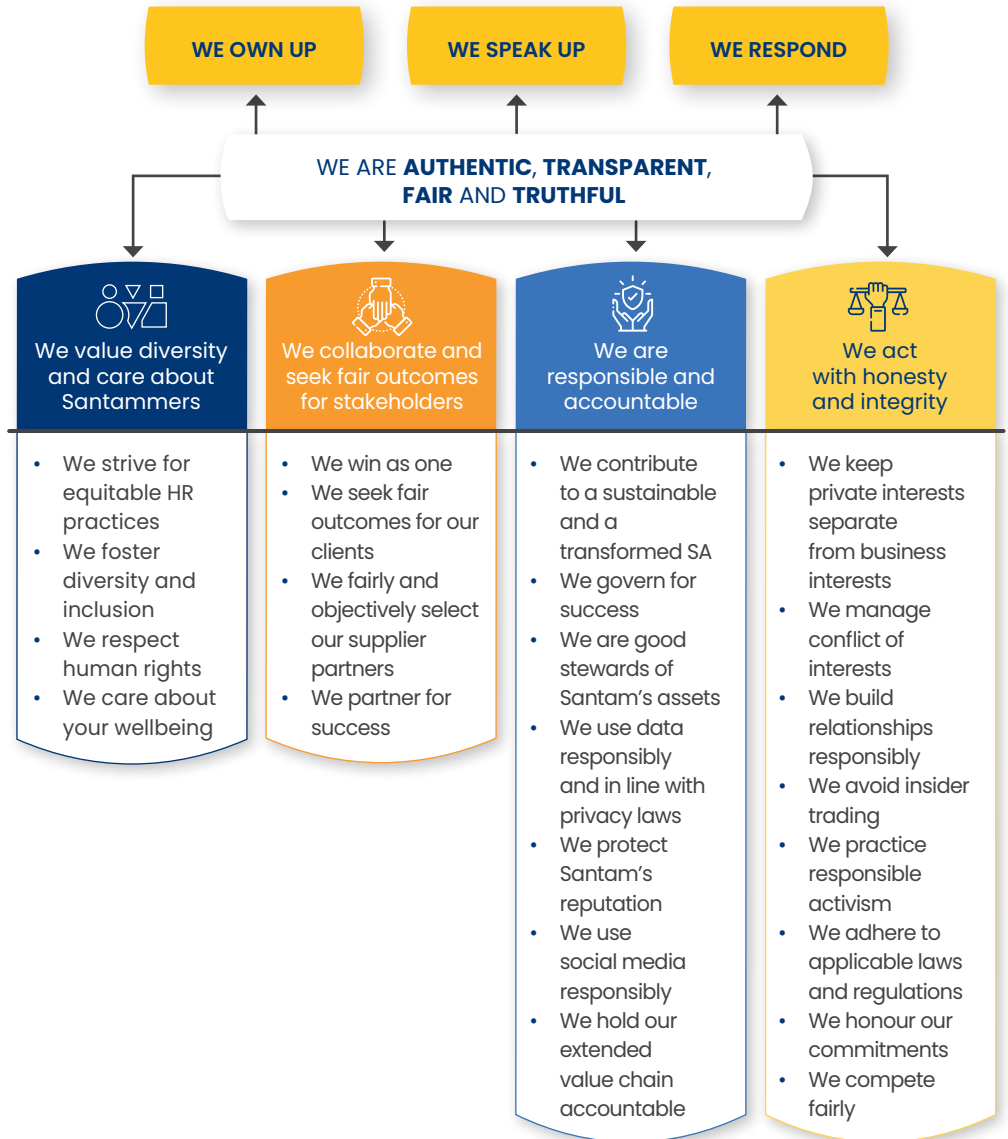 WE OWN UP
WE SPEAK UP
WE RESPOND
WE ARE AUTHENTIC, TRANSPARENT,
FAIR AND TRUTHFUL
We value diversity
and care about
Santammers
• We strive for
equitable HR
practices
• We foster
diversity and
inclusion
• We respect
human rights
• We care about
your wellbeing
We collaborate and
seek fair outcomes
for stakeholders
• We win as one
• We seek fair
outcomes for our
clients
• We fairly and
objectively select
our supplier
partners
• We partner for
success
We are
responsible and
accountable
• We contribute
to a sustainable
and a
transformed SA
• We govern for
success
• We are good
stewards of
Santam's assets
• We use data
responsibly
and in line with
privacy laws
• We protect
Santam's
reputation
• We use
social media
responsibly
• We hold our
extended
value chain
accountable
We act
with honesty
and integrity
• We keep
private interests
separate
from business
interests
• We manage
conflict of
interests
• We build
relationships
responsibly
• We avoid insider
trading
• We practice
responsible
activism
• We adhere to
applicable laws
and regulations
• We honour our
commitments
• We compete
fairly